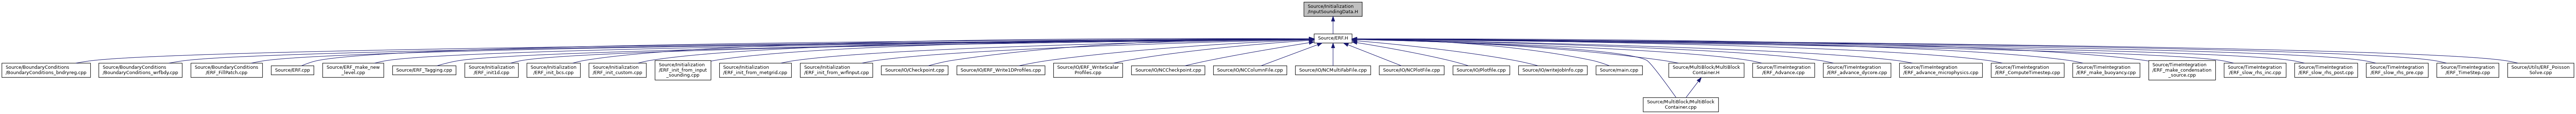 Source/Initialization
/InputSoundingData.H
Source/ERF.H
Source/BoundaryConditions
/BoundaryConditions_bndryreg.cpp
Source/BoundaryConditions
/BoundaryConditions_wrfbdy.cpp
Source/BoundaryConditions
/ERF_FillPatch.cpp
Source/ERF.cpp
Source/ERF_make_new
_level.cpp
Source/ERF_Tagging.cpp
Source/Initialization
/ERF_init1d.cpp
Source/Initialization
/ERF_init_bcs.cpp
Source/Initialization
/ERF_init_custom.cpp
Source/Initialization
/ERF_init_from_input
_sounding.cpp
Source/Initialization
/ERF_init_from_metgrid.cpp
Source/Initialization
/ERF_init_from_wrfinput.cpp
Source/IO/Checkpoint.cpp
Source/IO/ERF_Write1DProfiles.cpp
Source/IO/ERF_WriteScalar
Profiles.cpp
Source/IO/NCCheckpoint.cpp
Source/IO/NCColumnFile.cpp
Source/IO/NCMultiFabFile.cpp
Source/IO/NCPlotFile.cpp
Source/IO/Plotfile.cpp
Source/IO/writeJobInfo.cpp
Source/main.cpp
Source/MultiBlock/MultiBlock
Container.H
Source/TimeIntegration
/ERF_Advance.cpp
Source/TimeIntegration
/ERF_advance_dycore.cpp
Source/TimeIntegration
/ERF_advance_microphysics.cpp
Source/TimeIntegration
/ERF_ComputeTimestep.cpp
Source/TimeIntegration
/ERF_make_buoyancy.cpp
Source/TimeIntegration
/ERF_make_condensation
_source.cpp
Source/TimeIntegration
/ERF_slow_rhs_inc.cpp
Source/TimeIntegration
/ERF_slow_rhs_post.cpp
Source/TimeIntegration
/ERF_slow_rhs_pre.cpp
Source/TimeIntegration
/ERF_TimeStep.cpp
Source/Utils/ERF_Poisson
Solve.cpp
Source/MultiBlock/MultiBlock
Container.cpp